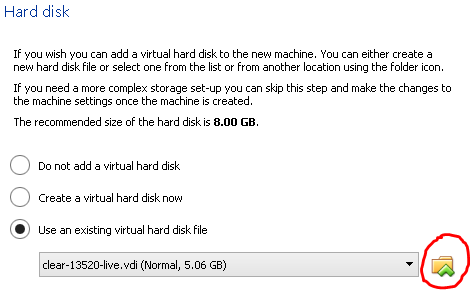 Hard disk
If you wish you can add a virtual hard disk to the new machine. You can either create a
new hard disk file or select one from the list or from another location using the folder icon.
If you need a more complex storage set-up you can skip this step and make the changes to
the machine settings once the machine is created.
The recommended size of the hard disk is 8.00 GB.
Do not add a virtual hard disk
Create a virtual hard disk now
Use an existing virtual hard disk file
clear-13520-live.vdi (Normal, 5.06 GB)